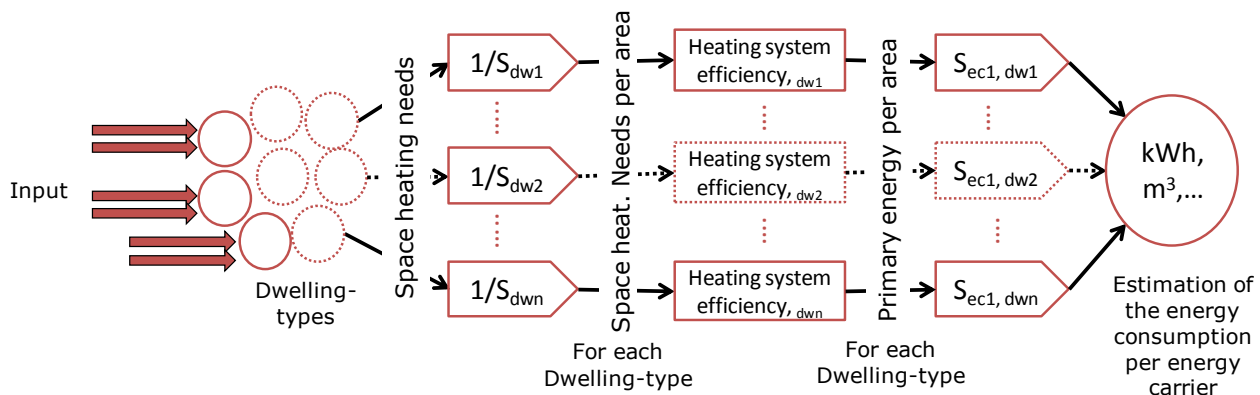 Input
Dwelling-
types
Space heating needs
1/Sdw1
1/Sdw2
1/Sdwn
Space heat. Needs per area
For each
Dwelling-type
Heating system
efficiency, dw1
Heating system
efficiency, dw2
Heating system
efficiency, dwn
Primary energy per area
For each
Dwelling-type
Sec1, dw1
Sec1, dw2
Sec1, dwn
kWh,
m³,...
Estimation of
the energy
consumption
per energy
carrier